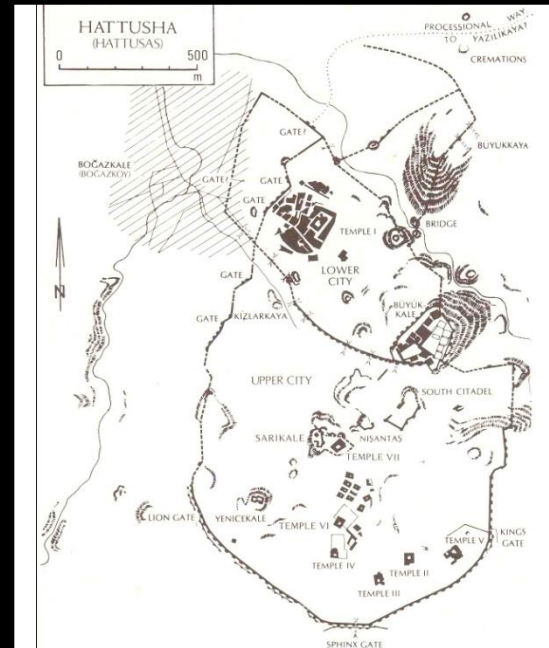 HATTUSHA
(HATTUSAS)
0 500
m
PROCESSIONAL WAY
TO YAZILIKAYA?
CREMATIONS
GATE?
BÜYÜKKAYA
BOĞAZKALE
(BOĞAZKÖY)
GATE?
GATE
GATE
TEMPLE I
BRIDGE
LOWER
CITY
N
GATE
BÜYÜK
KALE
GATE
KIZLARKAYA
UPPER CITY
SOUTH CITADEL
SARIKALE
NIŞANTAŞ
TEMPLE VII
LION GATE
YENICEKALE
TEMPLE VI
KINGS
GATE
TEMPLE V
TEMPLE IV
TEMPLE II
TEMPLE III
SPHINX GATE